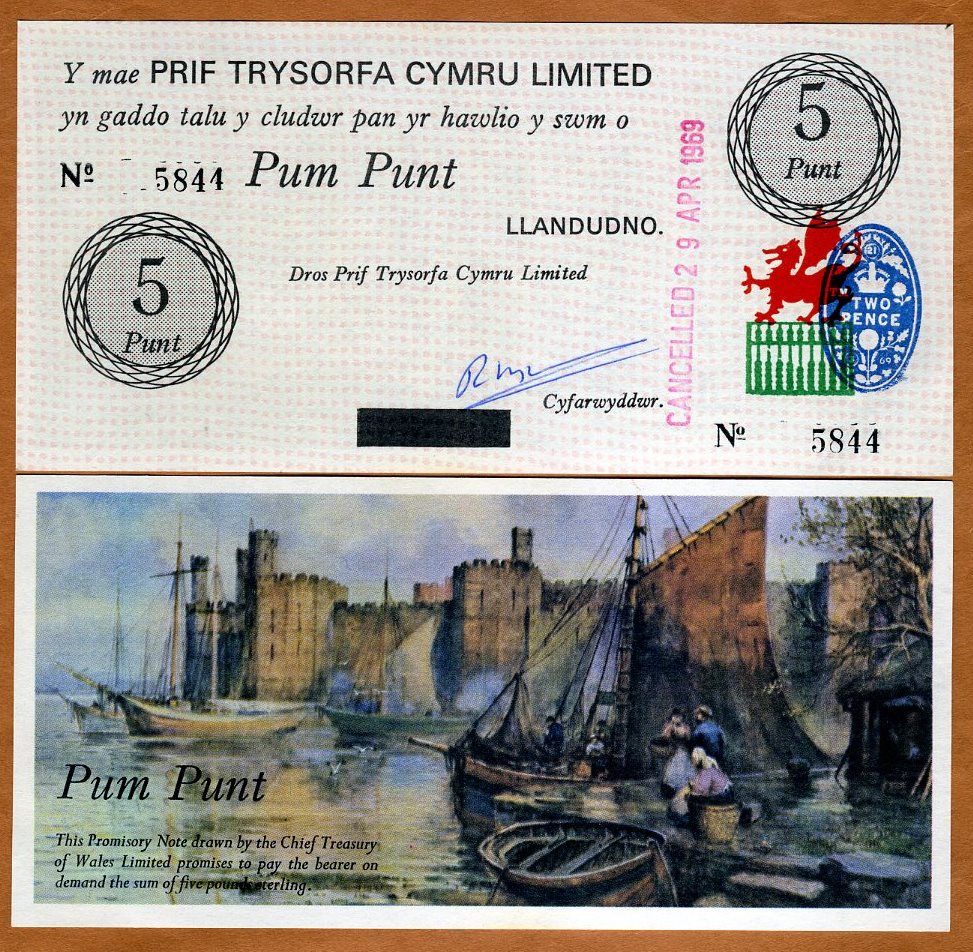 Y mae PRIF TRYSORFA CYMRU LIMITED
yn gaddo talu y cludwr pan yr hawlio y swm o
Nº 5844 Pum Punt
5
Punt
LLANDUDNO.
Dros Prif Trysorfa Cymru Limited
5
Punt
CANCELLED 29 APR 1969
TWO
PENCE
Cyfarwyddwr.
Nº 5844
Pum Punt
This Promisory Note drawn by the Chief Treasury
of Wales Limited promises to pay the bearer on
demand the sum of five pounds sterling.